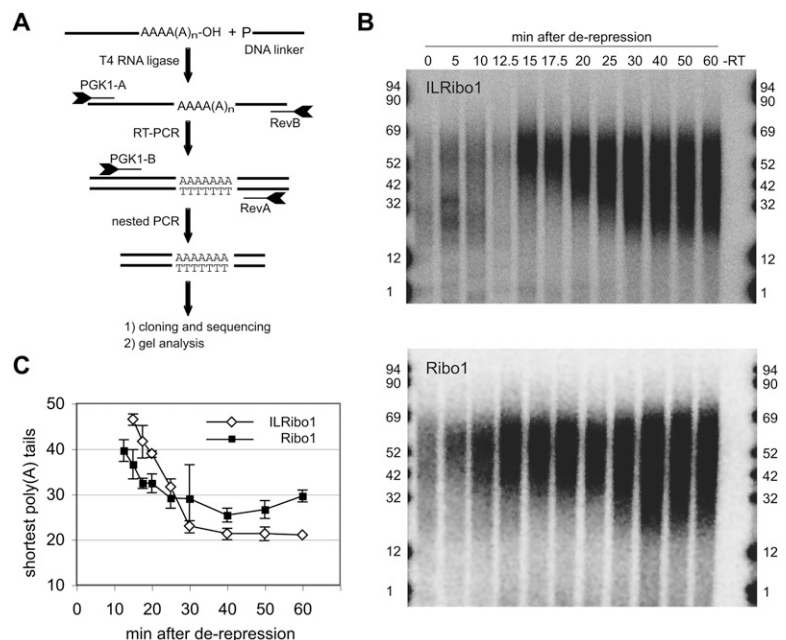 A
AAAA(A)n-OH + P
DNA linker
T4 RNA ligase
PGK1-A
AAAA(A)n
RevB
RT-PCR
PGK1-B
AAAAAAA
TTTTTTT
RevA
nested PCR
AAAAAAA
TTTTTTT
1) cloning and sequencing
2) gel analysis
B
min after de-repression
0 5 10 12.5 15 17.5 20 25 30 40 50 60 -RT
ILRibo1
94 94
90 90
69 69
52 52
42 42
32 32
12 12
1 1
Ribo1
94 94
90 90
69 69
52 52
42 42
32 32
12 12
1 1
C
shortest poly(A) tails
50
40
30
20
10
ILRibo1
Ribo1
0 10 20 30 40 50 60 70
min after de-repression